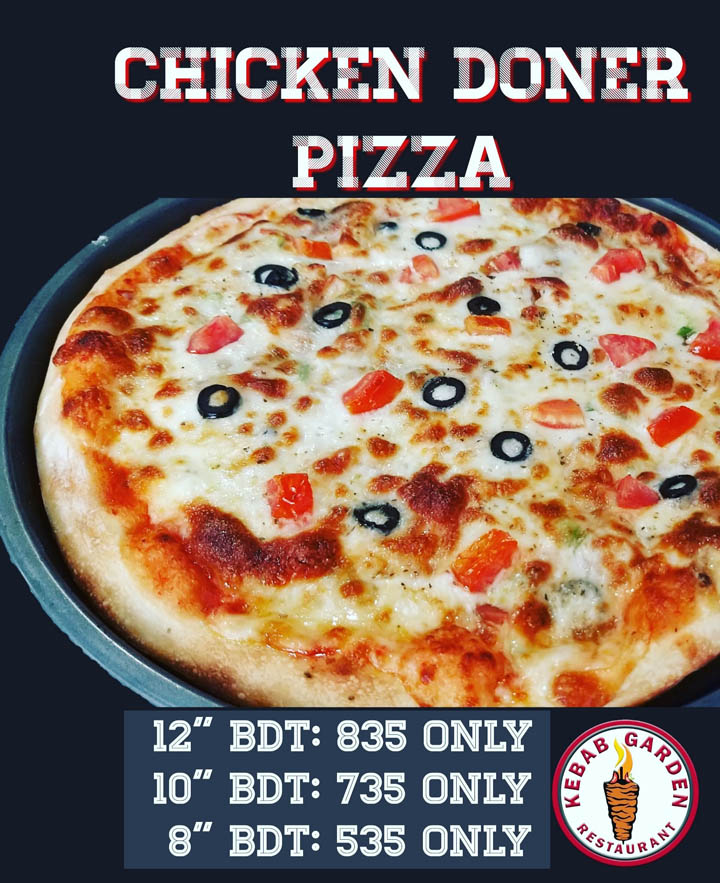 CHICKEN DONER
PIZZA
12" BDT: 835 ONLY
10" BDT: 735 ONLY
8" BDT: 535 ONLY
KEBAB GARDEN
RESTAURANT